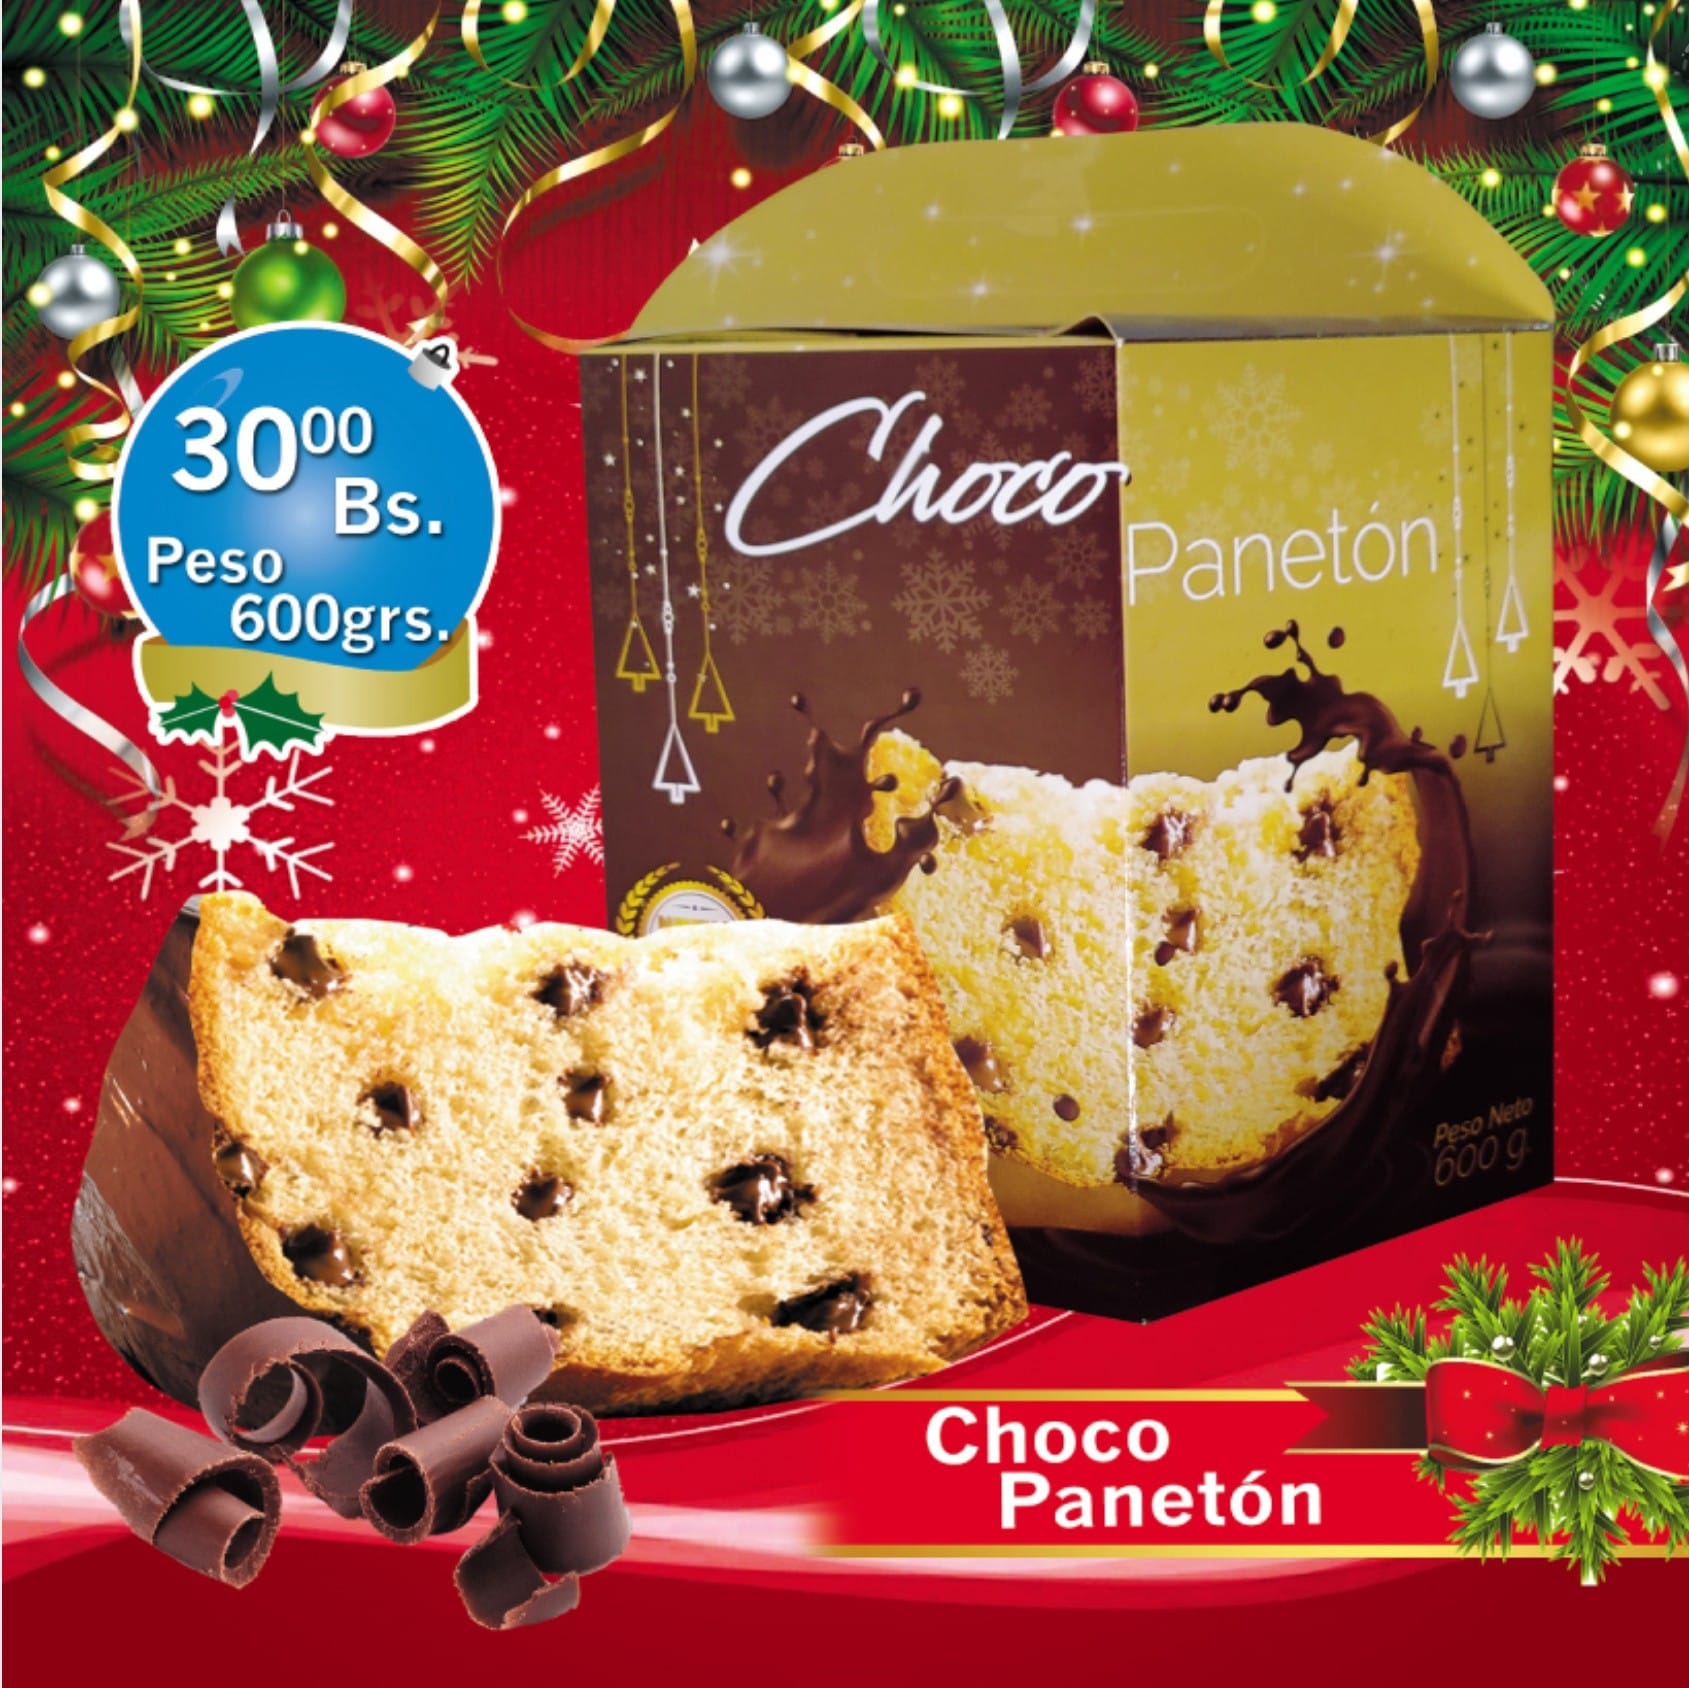 30⁰⁰
Bs.
Peso
600grs.
Choco
Panetón
Peso Neto
600 g.
Choco
Panetón